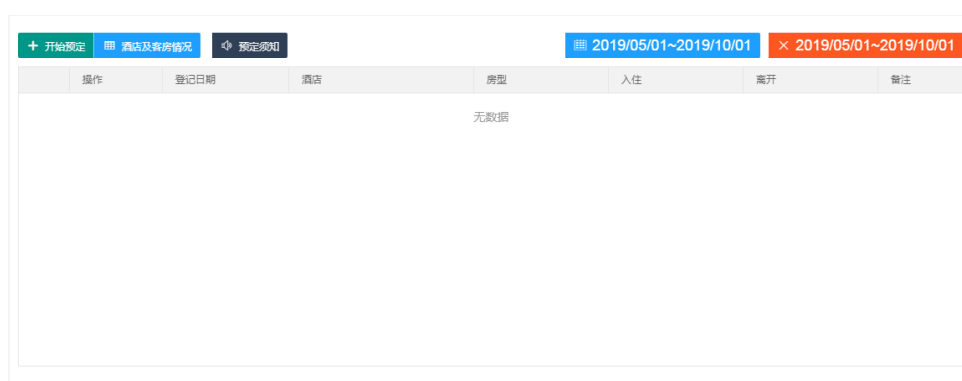 开始预定 酒店及客房情况 预定须知 2019/05/01~2019/10/01 2019/05/01~2019/10/01
操作 登记日期 酒店 房型 入住 离开 备注
无数据